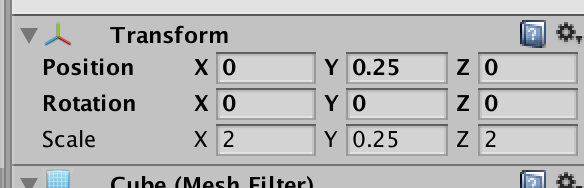 Transform
Position X 0 Y 0.25 Z 0
Rotation X 0 Y 0 Z 0
Scale X 2 Y 0.25 Z 2
Cube (Mesh Filter)